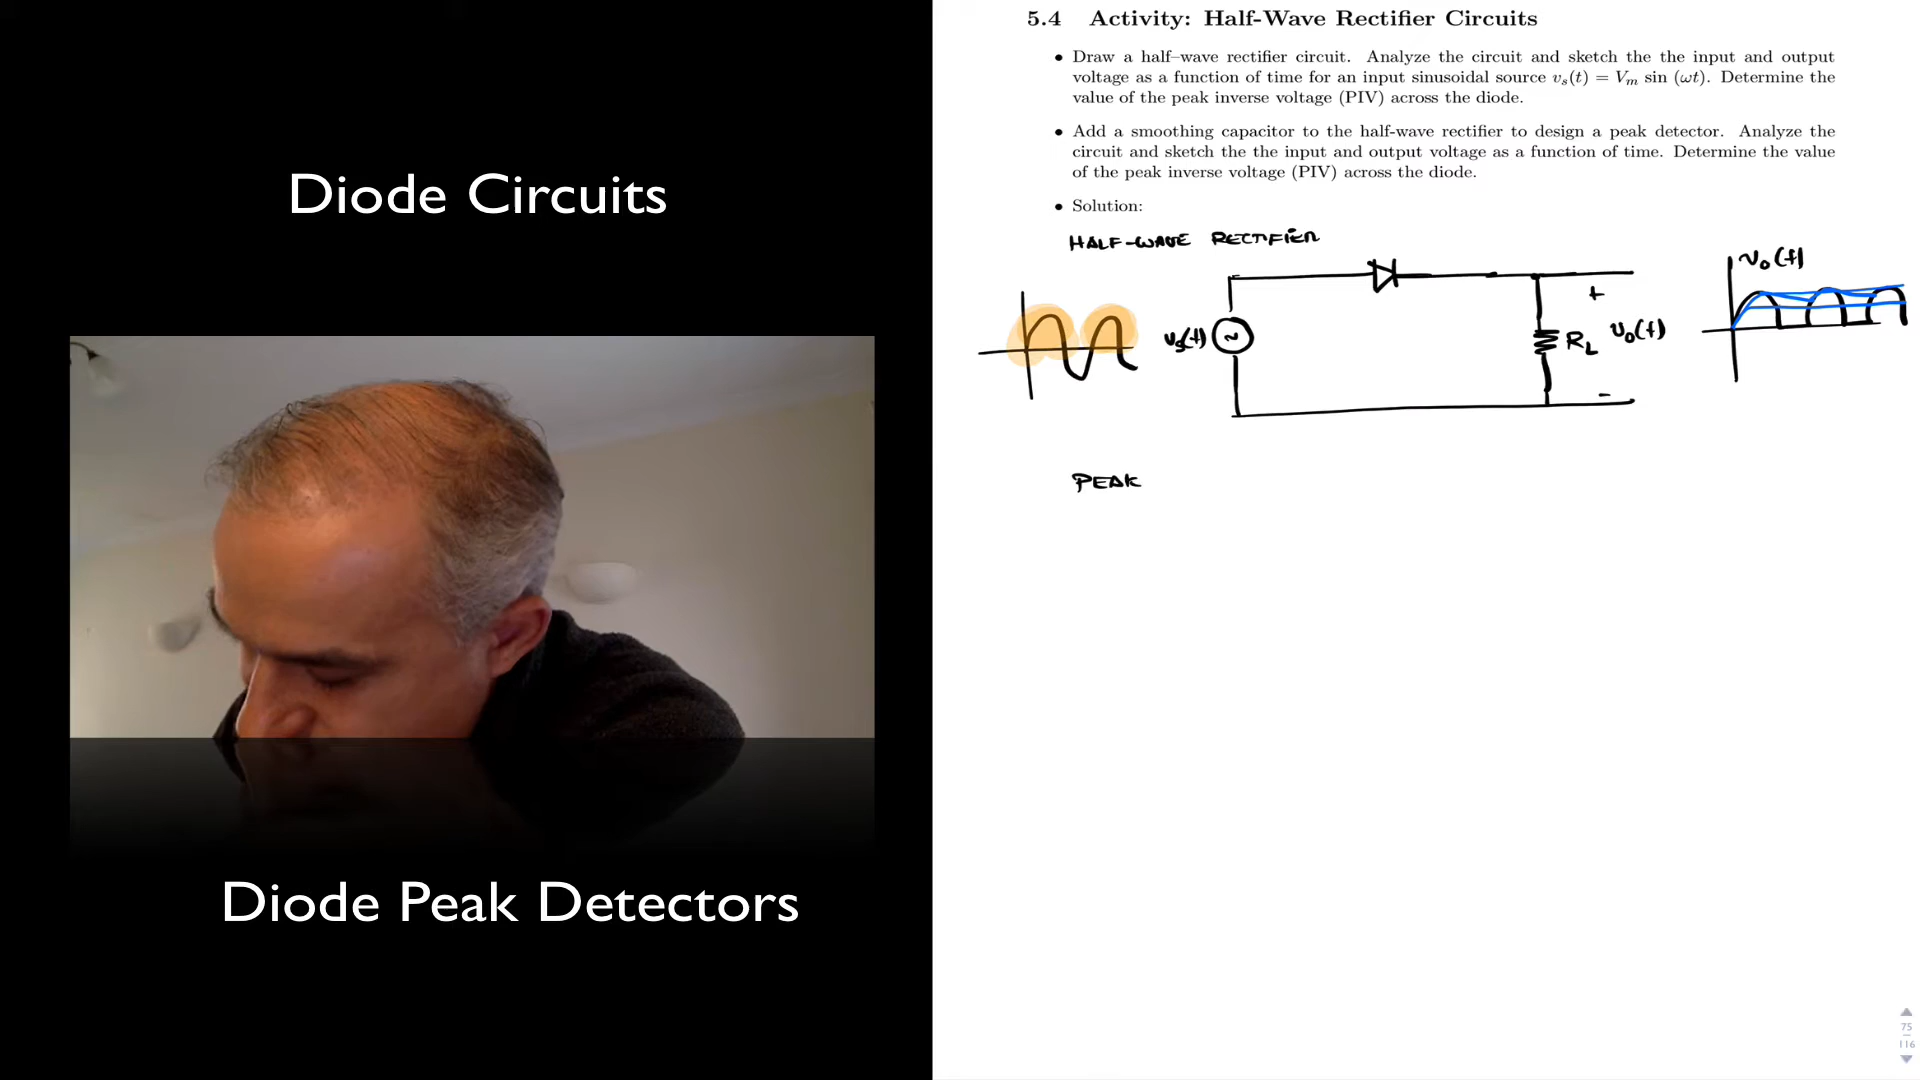 Diode Circuits
Diode Peak Detectors
5.4 Activity: Half-Wave Rectifier Circuits
• Draw a half–wave rectifier circuit. Analyze the circuit and sketch the the input and output
voltage as a function of time for an input sinusoidal source vₛ(t) = Vₘ sin (ωt). Determine the
value of the peak inverse voltage (PIV) across the diode.
• Add a smoothing capacitor to the half-wave rectifier to design a peak detector. Analyze the
circuit and sketch the the input and output voltage as a function of time. Determine the value
of the peak inverse voltage (PIV) across the diode.
• Solution:
HALF-WAVE RECTIFIER
vₛ(t)
+
R_L v₀(t)
-
v₀(t)
PEAK
75
116